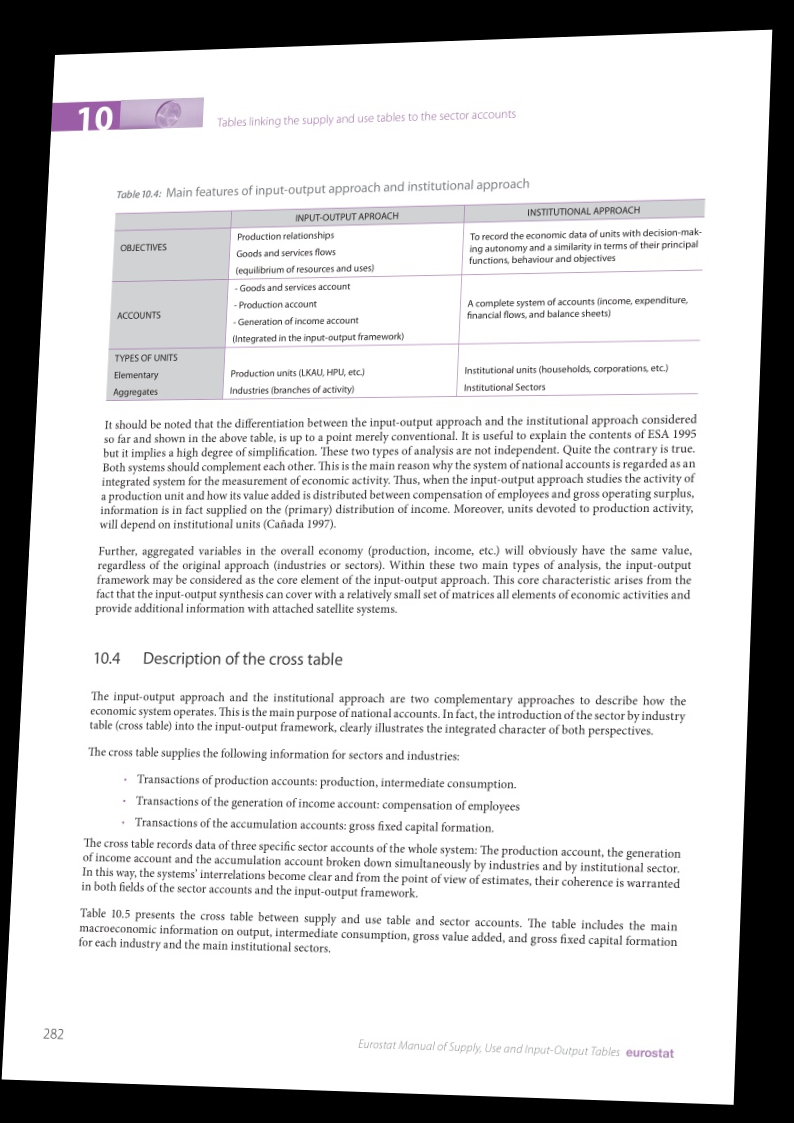 10
Tables linking the supply and use tables to the sector accounts
Table 10.4: Main features of input-output approach and institutional approach
INPUT-OUTPUT APROACH
INSTITUTIONAL APPROACH
OBJECTIVES
Production relationships
Goods and services flows
(equilibrium of resources and uses)
To record the economic data of units with decision-mak-
ing autonomy and a similarity in terms of their principal
functions, behaviour and objectives
ACCOUNTS
- Goods and services account
- Production account
- Generation of income account
(Integrated in the input-output framework)
A complete system of accounts (income, expenditure,
financial flows, and balance sheets)
TYPES OF UNITS
Elementary
Production units (LKAU, HPU, etc.)
Institutional units (households, corporations, etc.)
Aggregates
Industries (branches of activity)
Institutional Sectors
It should be noted that the differentiation between the input-output approach and the institutional approach considered
so far and shown in the above table, is up to a point merely conventional. It is useful to explain the contents of ESA 1995
but it implies a high degree of simplification. These two types of analysis are not independent. Quite the contrary is true.
Both systems should complement each other. This is the main reason why the system of national accounts is regarded as an
integrated system for the measurement of economic activity. Thus, when the input-output approach studies the activity of
a production unit and how its value added is distributed between compensation of employees and gross operating surplus,
information is in fact supplied on the (primary) distribution of income. Moreover, units devoted to production activity,
will depend on institutional units (Cañada 1997).
Further, aggregated variables in the overall economy (production, income, etc.) will obviously have the same value,
regardless of the original approach (industries or sectors). Within these two main types of analysis, the input-output
framework may be considered as the core element of the input-output approach. This core characteristic arises from the
fact that the input-output synthesis can cover with a relatively small set of matrices all elements of economic activities and
provide additional information with attached satellite systems.
10.4 Description of the cross table
The input-output approach and the institutional approach are two complementary approaches to describe how the
economic system operates. This is the main purpose of national accounts. In fact, the introduction of the sector by industry
table (cross table) into the input-output framework, clearly illustrates the integrated character of both perspectives.
The cross table supplies the following information for sectors and industries:
· Transactions of production accounts: production, intermediate consumption.
· Transactions of the generation of income account: compensation of employees
· Transactions of the accumulation accounts: gross fixed capital formation.
The cross table records data of three specific sector accounts of the whole system: The production account, the generation
of income account and the accumulation account broken down simultaneously by industries and by institutional sector.
In this way, the systems' interrelations become clear and from the point of view of estimates, their coherence is warranted
in both fields of the sector accounts and the input-output framework.
Table 10.5 presents the cross table between supply and use table and sector accounts. The table includes the main
macroeconomic information on output, intermediate consumption, gross value added, and gross fixed capital formation
for each industry and the main institutional sectors.
282
Eurostat Manual of Supply, Use and Input-Output Tables eurostat